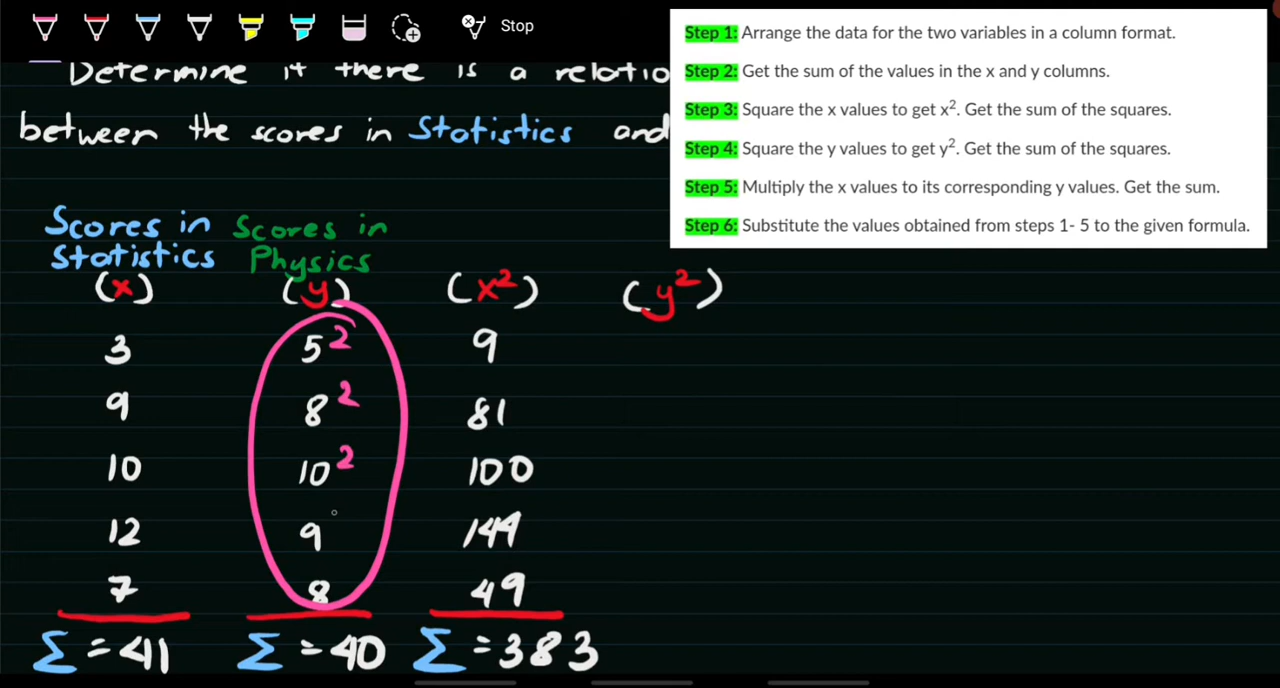 Stop
Step 1: Arrange the data for the two variables in a column format.
Step 2: Get the sum of the values in the x and y columns.
Step 3: Square the x values to get x². Get the sum of the squares.
Step 4: Square the y values to get y². Get the sum of the squares.
Step 5: Multiply the x values to its corresponding y values. Get the sum.
Step 6: Substitute the values obtained from steps 1- 5 to the given formula.
Determine if there is a relatio
between the scores in Statistics and
Scores in Statistics
Scores in Physics
(x) (y) (x²) (y²)
3 5² 9
9 8² 81
10 10² 100
12 9 144
7 8 49
Σ = 41 Σ = 40 Σ = 383